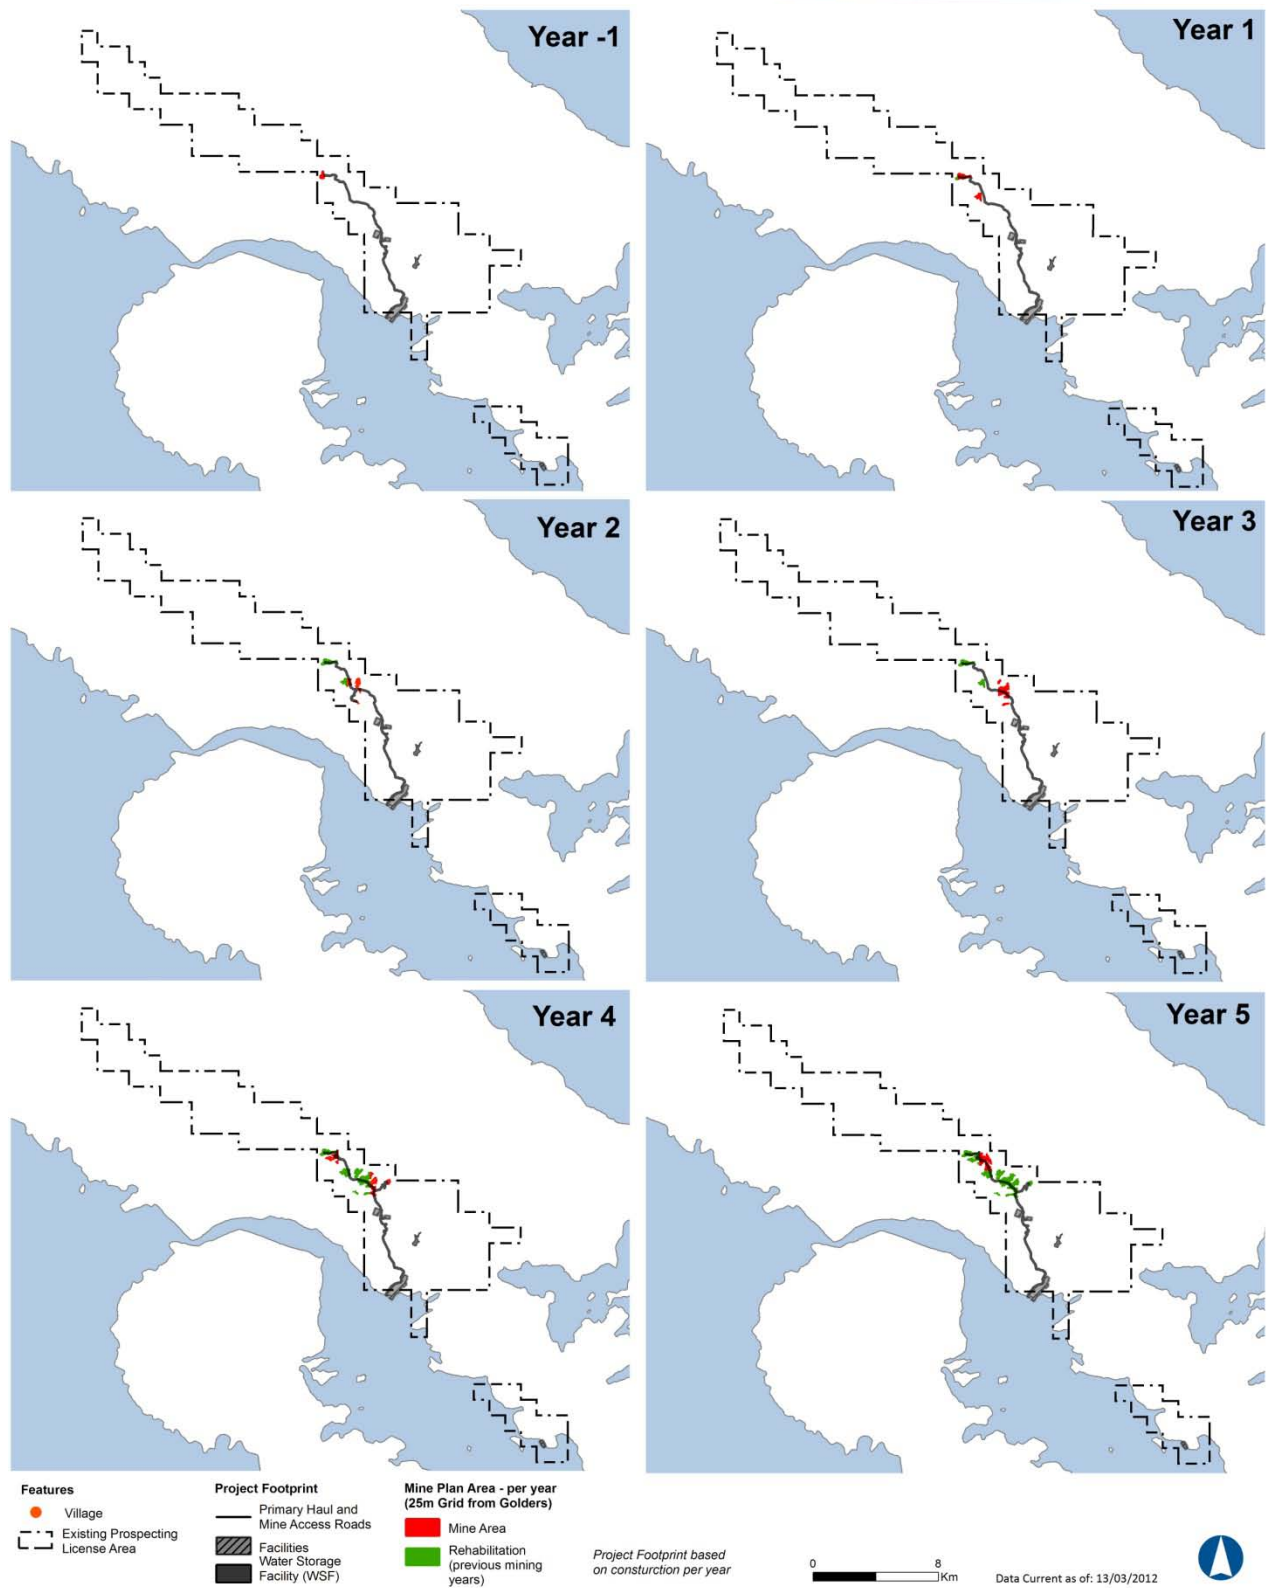 Year -1
Year 1
Year 2
Year 3
Year 4
Year 5
Features
Village
Existing Prospecting
License Area
Project Footprint
Primary Haul and
Mine Access Roads
Facilities
Water Storage
Facility (WSF)
Mine Plan Area - per year
(25m Grid from Golders)
Mine Area
Rehabilitation
(previous mining
years)
Project Footprint based
on consturction per year
0 8
Km
Data Current as of: 13/03/2012